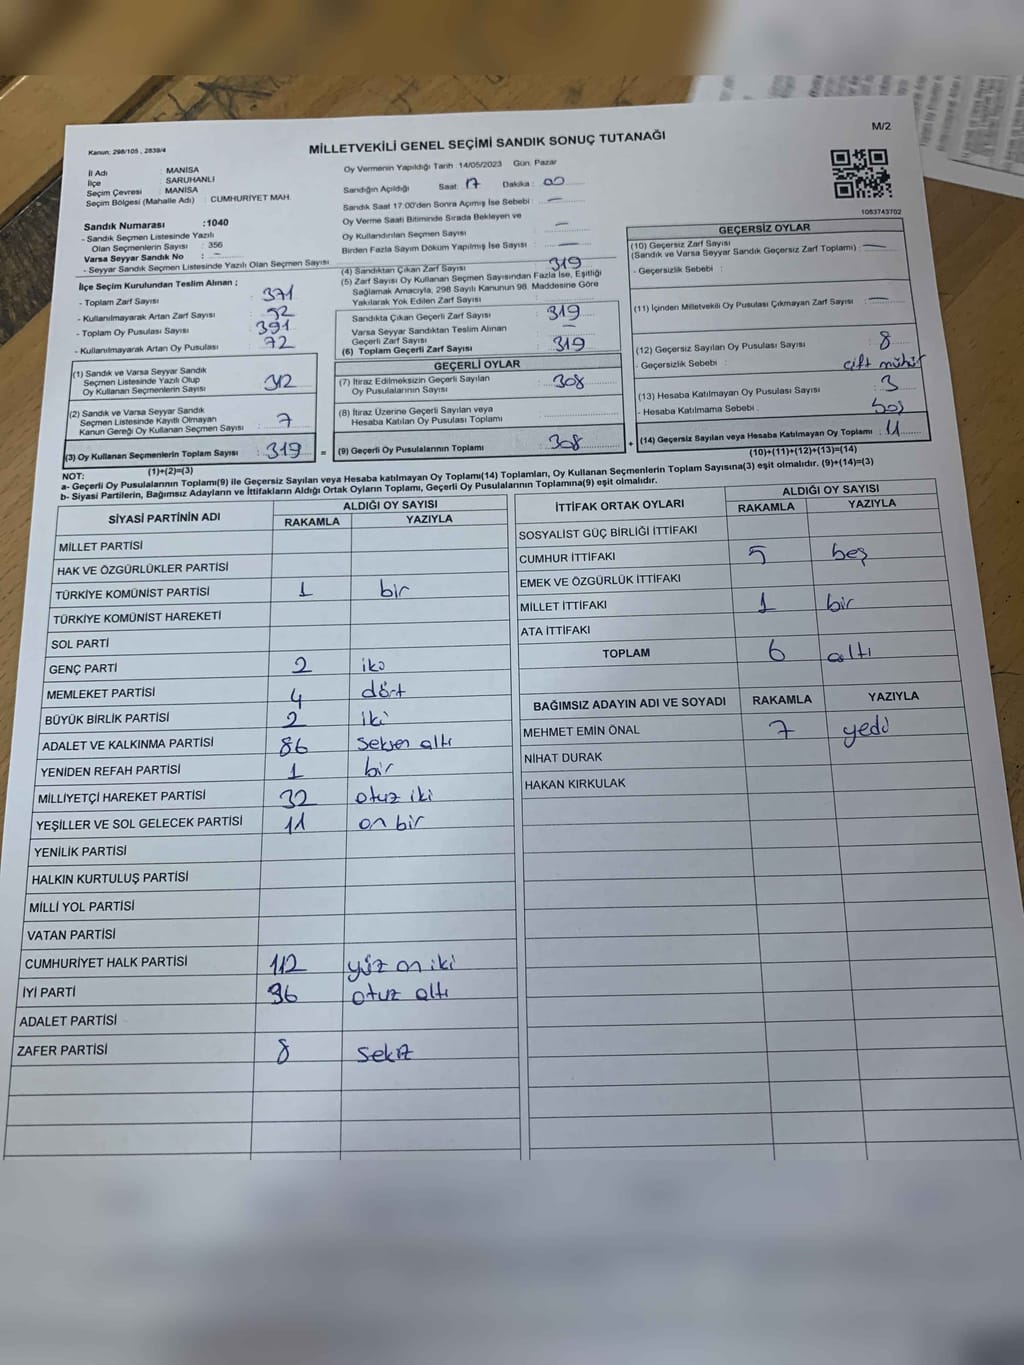 M/2
Kanun: 298/105 , 2839/4
MİLLETVEKİLİ GENEL SEÇİMİ SANDIK SONUÇ TUTANAĞI
İl Adı : MANİSA
İlçe : SARUHANLI
Seçim Çevresi : MANİSA
Seçim Bölgesi (Mahalle Adı) : CUMHURİYET MAH.
Sandık Numarası :1040
- Sandık Seçmen Listesinde Yazılı
Olan Seçmenlerin Sayısı : 356
Varsa Seyyar Sandık No : –
- Seyyar Sandık Seçmen Listesinde Yazılı Olan Seçmen Sayısı
Oy Vermenin Yapıldığı Tarih :14/05/2023 Gün: Pazar
Sandığın Açıldığı Saat: 17 Dakika : 00
Sandık Saat 17:00'den Sonra Açımış İse Sebebi : —
Oy Verme Saati Bitiminde Sırada Bekleyen ve
Oy Kullandırılan Seçmen Sayısı : —
Birden Fazla Sayım Döküm Yapılmış İse Sayısı : —
1083743702
İlçe Seçim Kurulundan Teslim Alınan ;
- Toplam Zarf Sayısı : 371
- Kullanılmayarak Artan Zarf Sayısı : 52
- Toplam Oy Pusulası Sayısı : 391
- Kullanılmayarak Artan Oy Pusulası : 72
(4) Sandıktan Çıkan Zarf Sayısı : 319
(5) Zarf Sayısı Oy Kullanan Seçmen Sayısından Fazla İse, Eşitliği
Sağlamak Amacıyla, 298 Sayılı Kanunun 98. Maddesine Göre
Yakılarak Yok Edilen Zarf Sayısı :
Sandıkta Çıkan Geçerli Zarf Sayısı : 319
Varsa Seyyar Sandıktan Teslim Alınan
Geçerli Zarf Sayısı : —
(6) Toplam Geçerli Zarf Sayısı : 319
GEÇERSİZ OYLAR
(10) Geçersiz Zarf Sayısı
(Sandık ve Varsa Seyyar Sandık Geçersiz Zarf Toplamı) : —
- Geçersizlik Sebebi :
(11) İçinden Milletvekili Oy Pusulası Çıkmayan Zarf Sayısı : —
(12) Geçersiz Sayılan Oy Pusulası Sayısı : 8
- Geçersizlik Sebebi : çift mühür
(13) Hesaba Katılmayan Oy Pusulası Sayısı : 3
- Hesaba Katılmama Sebebi : boş
(14) Geçersiz Sayılan veya Hesaba Katılmayan Oy Toplamı : 11
(10)+(11)+(12)+(13)=(14)
(1) Sandık ve Varsa Seyyar Sandık
Seçmen Listesinde Yazılı Olup
Oy Kullanan Seçmen Sayısı : 312
(2) Sandık ve Varsa Seyyar Sandık
Seçmen Listesinde Kayıtlı Olmayan
Kanun Gereği Oy Kullanan Seçmen Sayısı : 7
(3) Oy Kullanan Seçmenlerin Toplam Sayısı : 319 =
(1)+(2)=(3)
GEÇERLİ OYLAR
(7) İtiraz Edilmeksizin Geçerli Sayılan
Oy Pusulalarının Sayısı : 308
(8) İtiraz Üzerine Geçerli Sayılan veya
Hesaba Katılan Oy Pusulası Toplamı :
(9) Geçerli Oy Pusulalarının Toplamı : 308 +
NOT:
a- Geçerli Oy Pusulalarının Toplamı(9) ile Geçersiz Sayılan veya Hesaba katılmayan Oy Toplamı(14) Toplamları, Oy Kullanan Seçmenlerin Toplam Sayısına(3) eşit olmalıdır. (9)+(14)=(3)
b- Siyasi Partilerin, Bağımsız Adayların ve İttifakların Aldığı Ortak Oyların Toplamı, Geçerli Oy Pusulalarının Toplamına(9) eşit olmalıdır.
SİYASİ PARTİNİN ADI ALDIĞI OY SAYISI
RAKAMLA YAZIYLA
MİLLET PARTİSİ
HAK VE ÖZGÜRLÜKLER PARTİSİ
TÜRKİYE KOMÜNİST PARTİSİ 1 bir
TÜRKİYE KOMÜNİST HAREKETİ
SOL PARTİ
GENÇ PARTİ 2 iki
MEMLEKET PARTİSİ 4 dört
BÜYÜK BİRLİK PARTİSİ 2 iki
ADALET VE KALKINMA PARTİSİ 86 seksen altı
YENİDEN REFAH PARTİSİ 1 bir
MİLLİYETÇİ HAREKET PARTİSİ 32 otuz iki
YEŞİLLER VE SOL GELECEK PARTİSİ 11 on bir
YENİLİK PARTİSİ
HALKIN KURTULUŞ PARTİSİ
MİLLİ YOL PARTİSİ
VATAN PARTİSİ
CUMHURİYET HALK PARTİSİ 112 yüz on iki
İYİ PARTİ 36 otuz altı
ADALET PARTİSİ
ZAFER PARTİSİ 8 sekiz
İTTİFAK ORTAK OYLARI ALDIĞI OY SAYISI
RAKAMLA YAZIYLA
SOSYALİST GÜÇ BİRLİĞİ İTTİFAKI
CUMHUR İTTİFAKI 5 beş
EMEK VE ÖZGÜRLÜK İTTİFAKI
MİLLET İTTİFAKI 1 bir
ATA İTTİFAKI
TOPLAM 6 altı
BAĞIMSIZ ADAYIN ADI VE SOYADI RAKAMLA YAZIYLA
MEHMET EMİN ÖNAL 7 yedi
NİHAT DURAK
HAKAN KIRKULAK